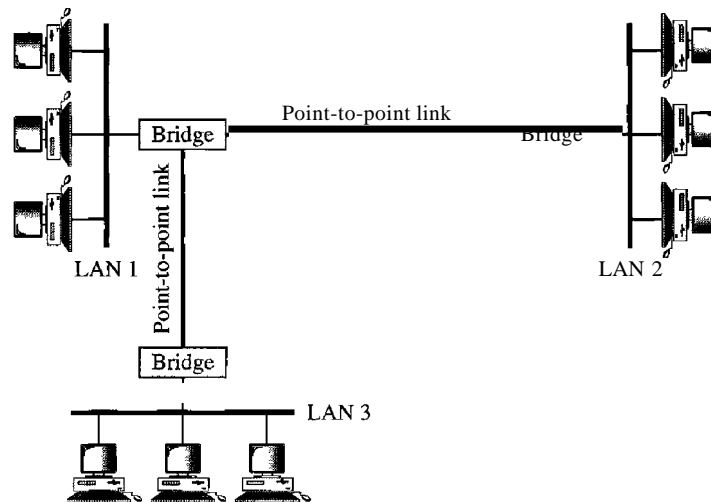 Point-to-point link
Bridge
Bridge
Point-to-point link
LAN 1
LAN 2
Bridge
LAN 3